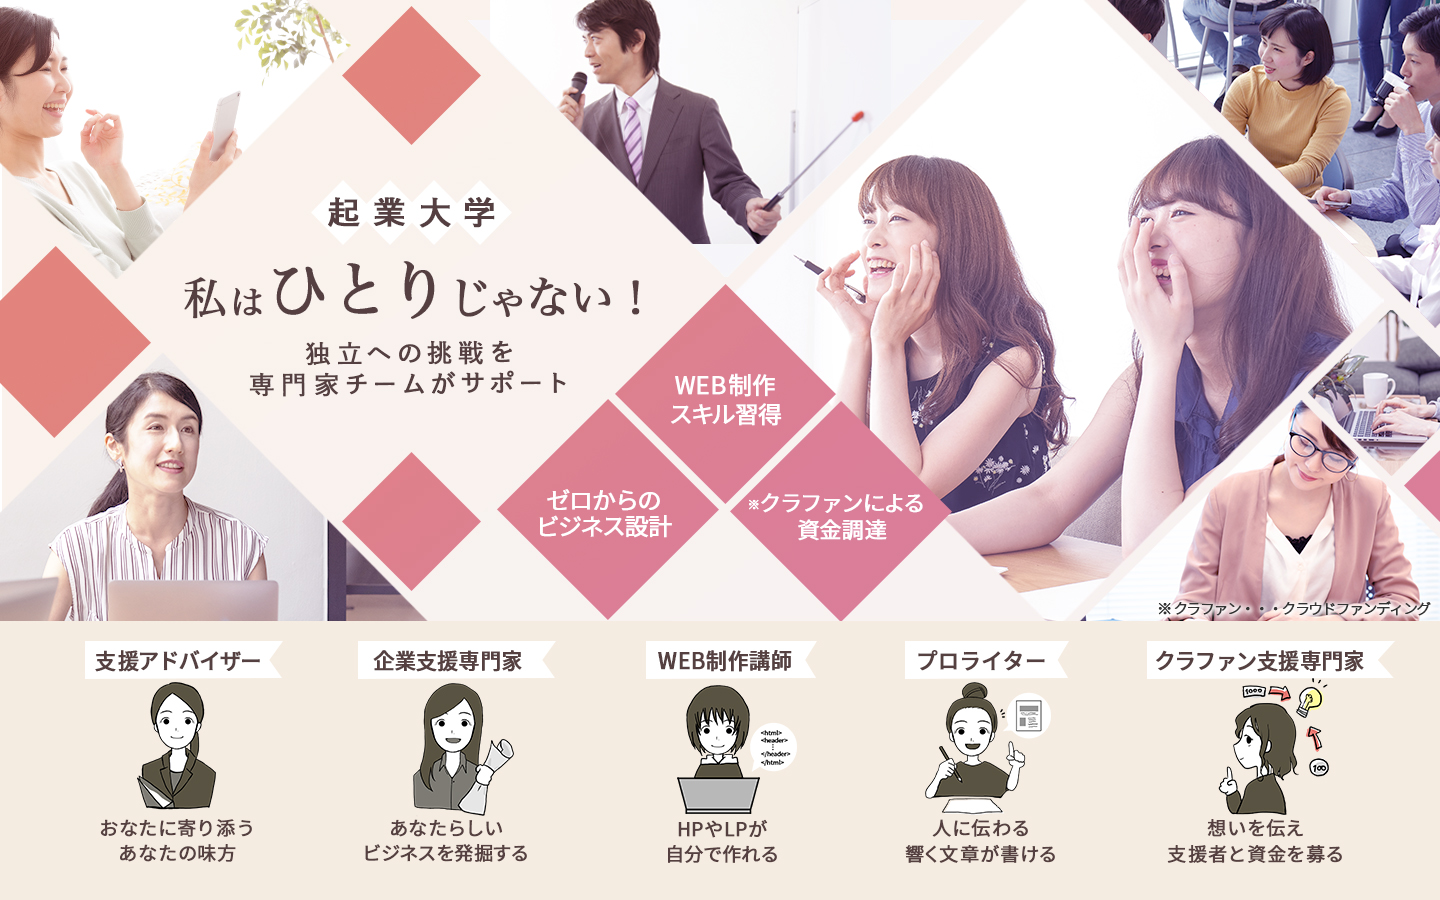 起業大学
私はひとりじゃない！
独立への挑戦を
専門家チームがサポート
WEB制作
スキル習得
ゼロからの
ビジネス設計
※クラファンによる
資金調達
※クラファン・・・クラウドファンディング
支援アドバイザー
おなたに寄り添う
あなたの味方
企業支援専門家
あなたらしい
ビジネスを発掘する
WEB制作講師
<html>
<header>
⋮
</header>
</html>
HPやLPが
自分で作れる
プロライター
人に伝わる
響く文章が書ける
クラファン支援専門家
1000
100
想いを伝え
支援者と資金を募る